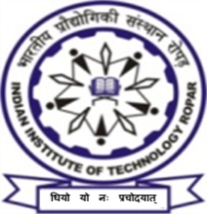 भारतीय प्रौद्योगिकी संस्थान रोपड़
INDIAN INSTITUTE OF TECHNOLOGY ROPAR
धियो यो नः प्रचोदयात्